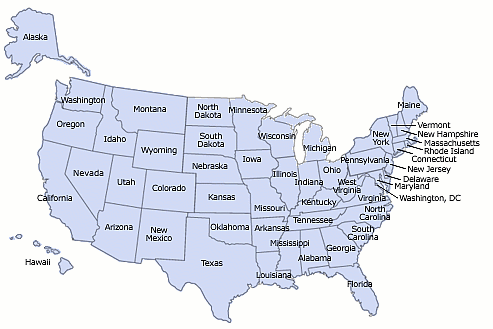 Alaska
Maine
Washington
Montana
North
Dakota
Minnesota
Vermont
New Hampshire
Massachusetts
Rhode Island
Connecticut
Oregon
Idaho
South
Dakota
Wisconsin
Michigan
New
York
Wyoming
Nebraska
Iowa
Pennsylvania
New Jersey
Delaware
Maryland
Washington, DC
Nevada
Utah
Colorado
Kansas
Illinois
Indiana
Ohio
West
Virginia
Virginia
California
Missouri
Kentucky
North
Carolina
Arizona
New
Mexico
Oklahoma
Arkansas
Tennessee
South
Carolina
Texas
Mississippi
Alabama
Georgia
Louisiana
Florida
Hawaii